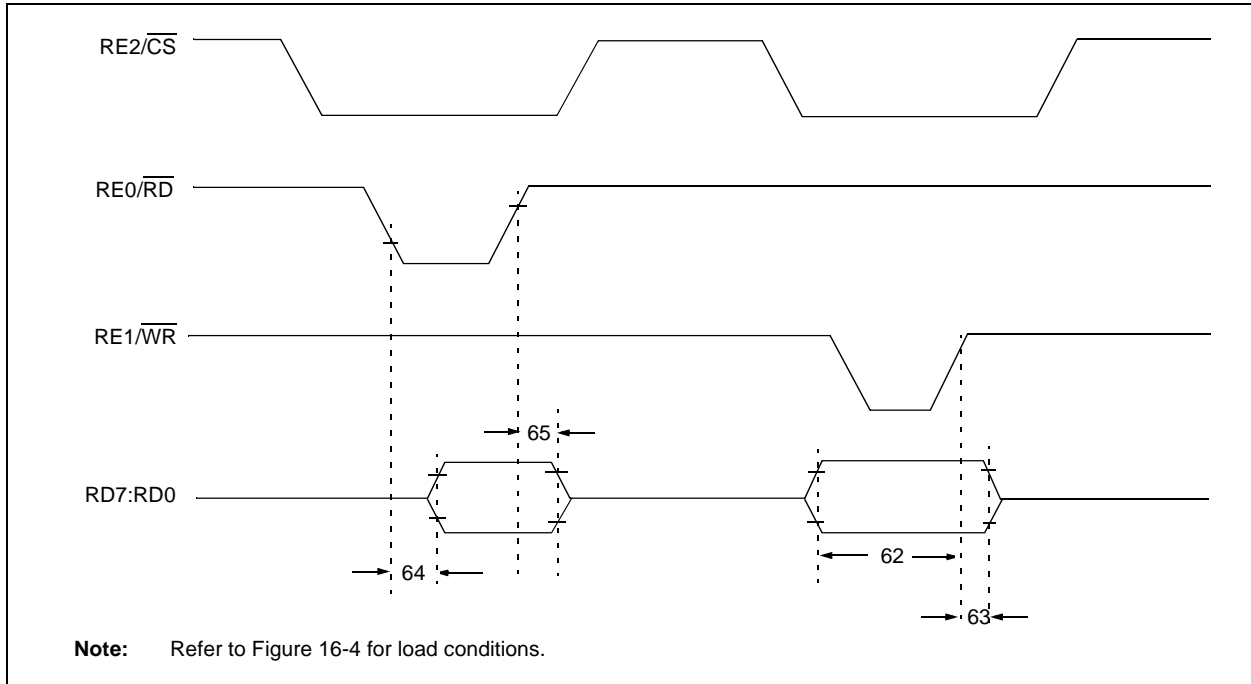 RE2/CS
RE0/RD
RE1/WR
65
RD7:RD0
62
64
63
Note: Refer to Figure 16-4 for load conditions.